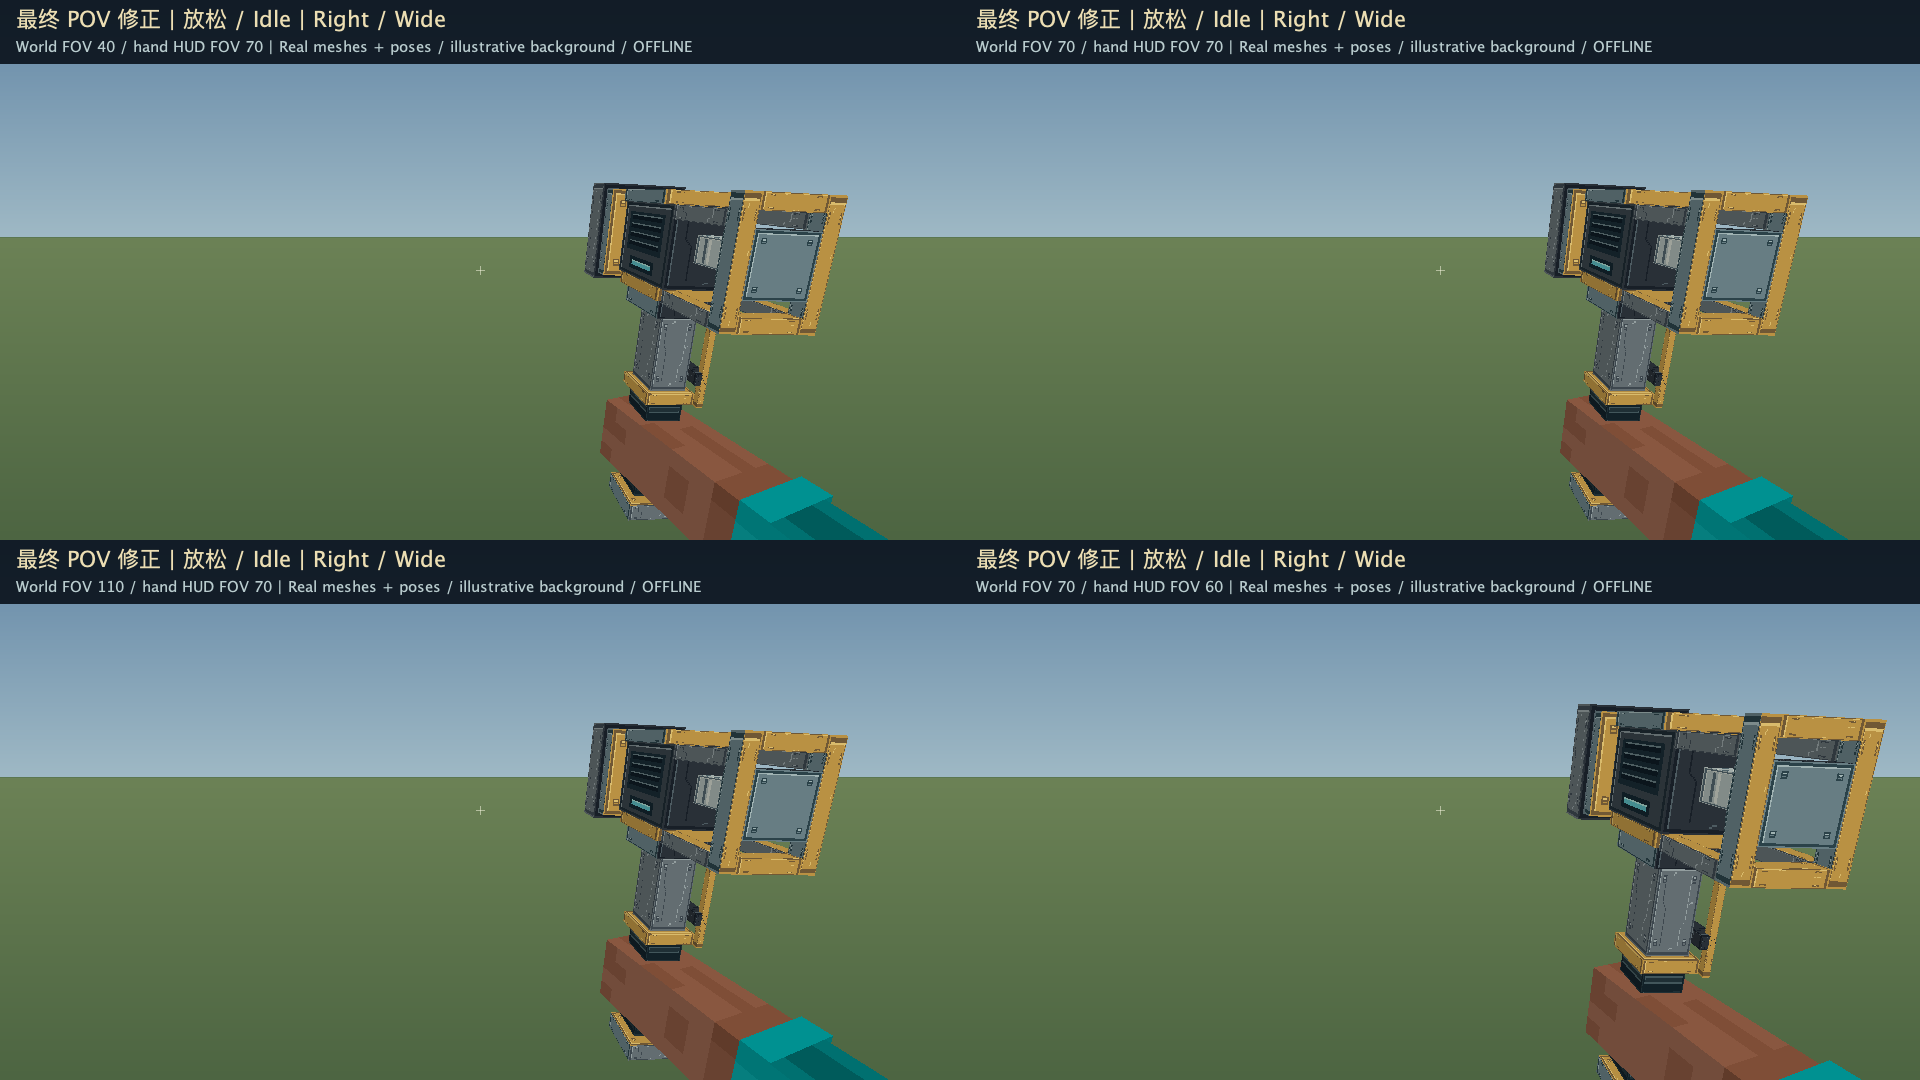 最终 POV 修正 | 放松 / Idle | Right / Wide
World FOV 40 / hand HUD FOV 70 | Real meshes + poses / illustrative background / OFFLINE
最终 POV 修正 | 放松 / Idle | Right / Wide
World FOV 70 / hand HUD FOV 70 | Real meshes + poses / illustrative background / OFFLINE
最终 POV 修正 | 放松 / Idle | Right / Wide
World FOV 110 / hand HUD FOV 70 | Real meshes + poses / illustrative background / OFFLINE
最终 POV 修正 | 放松 / Idle | Right / Wide
World FOV 70 / hand HUD FOV 60 | Real meshes + poses / illustrative background / OFFLINE